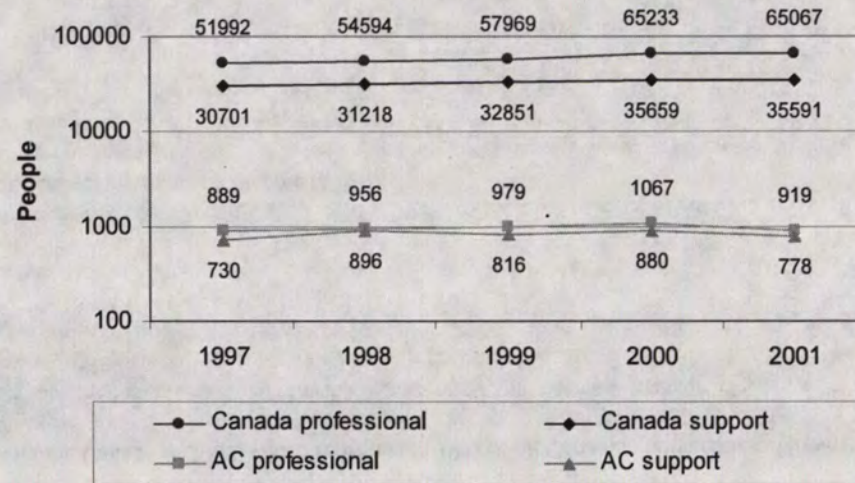 51992 54594 57969 65233 65067
100000
30701 31218 32851 35659 35591
10000
People
889 956 979 1067 919
1000
730 896 816 880 778
100
1997 1998 1999 2000 2001
Canada professional Canada support
AC professional AC support